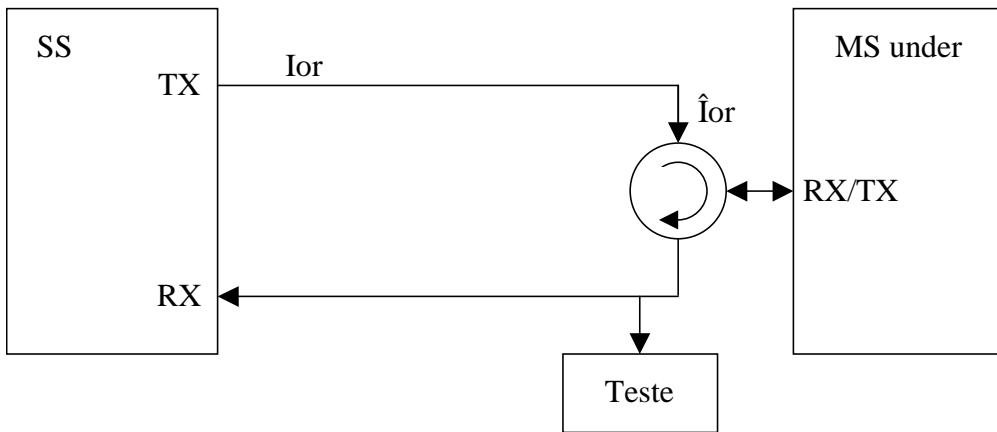 SS
MS under
TX
Ior
Îor
RX/TX
RX
Teste